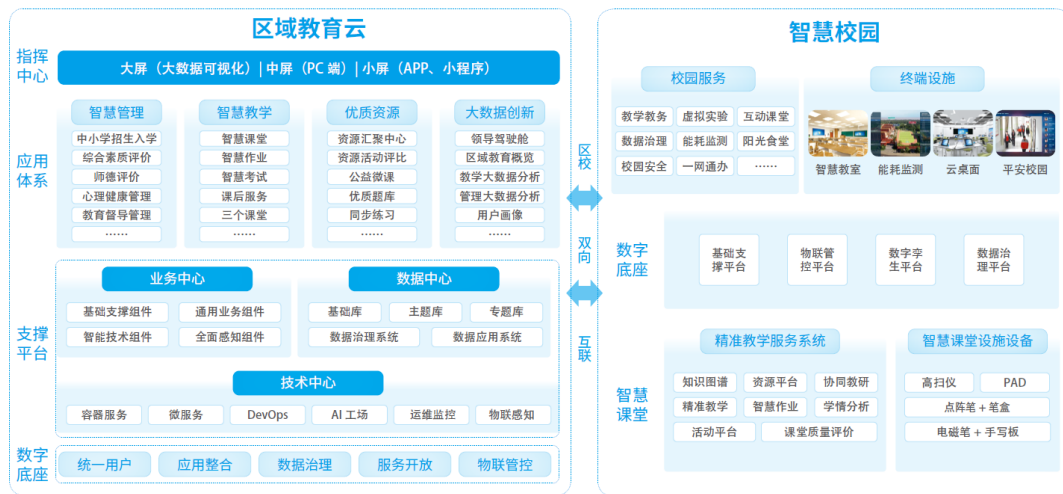 区域教育云
指挥
中心
大屏（大数据可视化）| 中屏（PC 端）| 小屏（APP、小程序）
应用
体系
智慧管理
中小学招生入学
综合素质评价
师德评价
心理健康管理
教育督导管理
……
智慧教学
智慧课堂
智慧作业
智慧考试
课后服务
三个课堂
……
优质资源
资源汇聚中心
资源活动评比
公益微课
优质题库
同步练习
……
大数据创新
领导驾驶舱
区域教育概览
教学大数据分析
管理大数据分析
用户画像
……
支撑
平台
业务中心
基础支撑组件
通用业务组件
智能技术组件
全面感知组件
数据中心
基础库
主题库
专题库
数据治理系统
数据应用系统
技术中心
容器服务
微服务
DevOps
AI 工场
运维监控
物联感知
数字
底座
统一用户
应用整合
数据治理
服务开放
物联管控
区校
双向
互联
智慧校园
校园服务
教学教务
虚拟实验
互动课堂
数据治理
能耗监测
阳光食堂
校园安全
一网通办
……
终端设施
智慧教室
能耗监测
云桌面
平安校园
数字
底座
基础支
撑平台
物联管
控平台
数字孪
生平台
数据治
理平台
智慧
课堂
精准教学服务系统
知识图谱
资源平台
协同教研
精准教学
智慧作业
学情分析
活动平台
课堂质量评价
智慧课堂设施设备
高扫仪
PAD
点阵笔 + 笔盒
电磁笔 + 手写板